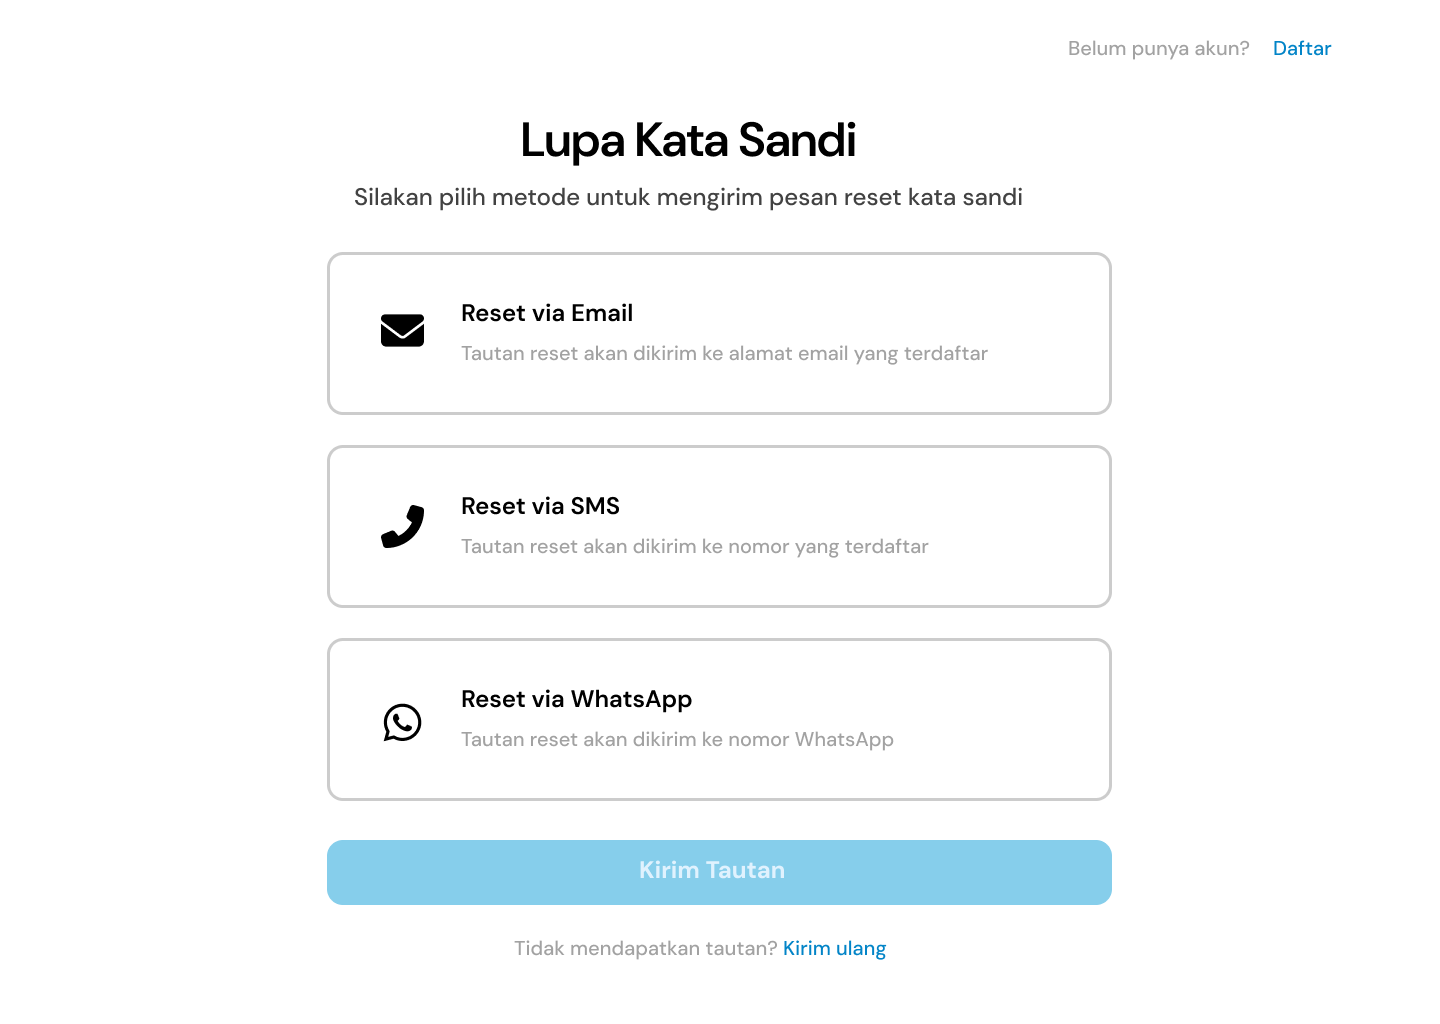 Belum punya akun? Daftar
Lupa Kata Sandi
Silakan pilih metode untuk mengirim pesan reset kata sandi
Reset via Email
Tautan reset akan dikirim ke alamat email yang terdaftar
Reset via SMS
Tautan reset akan dikirim ke nomor yang terdaftar
Reset via WhatsApp
Tautan reset akan dikirim ke nomor WhatsApp
Kirim Tautan
Tidak mendapatkan tautan? Kirim ulang